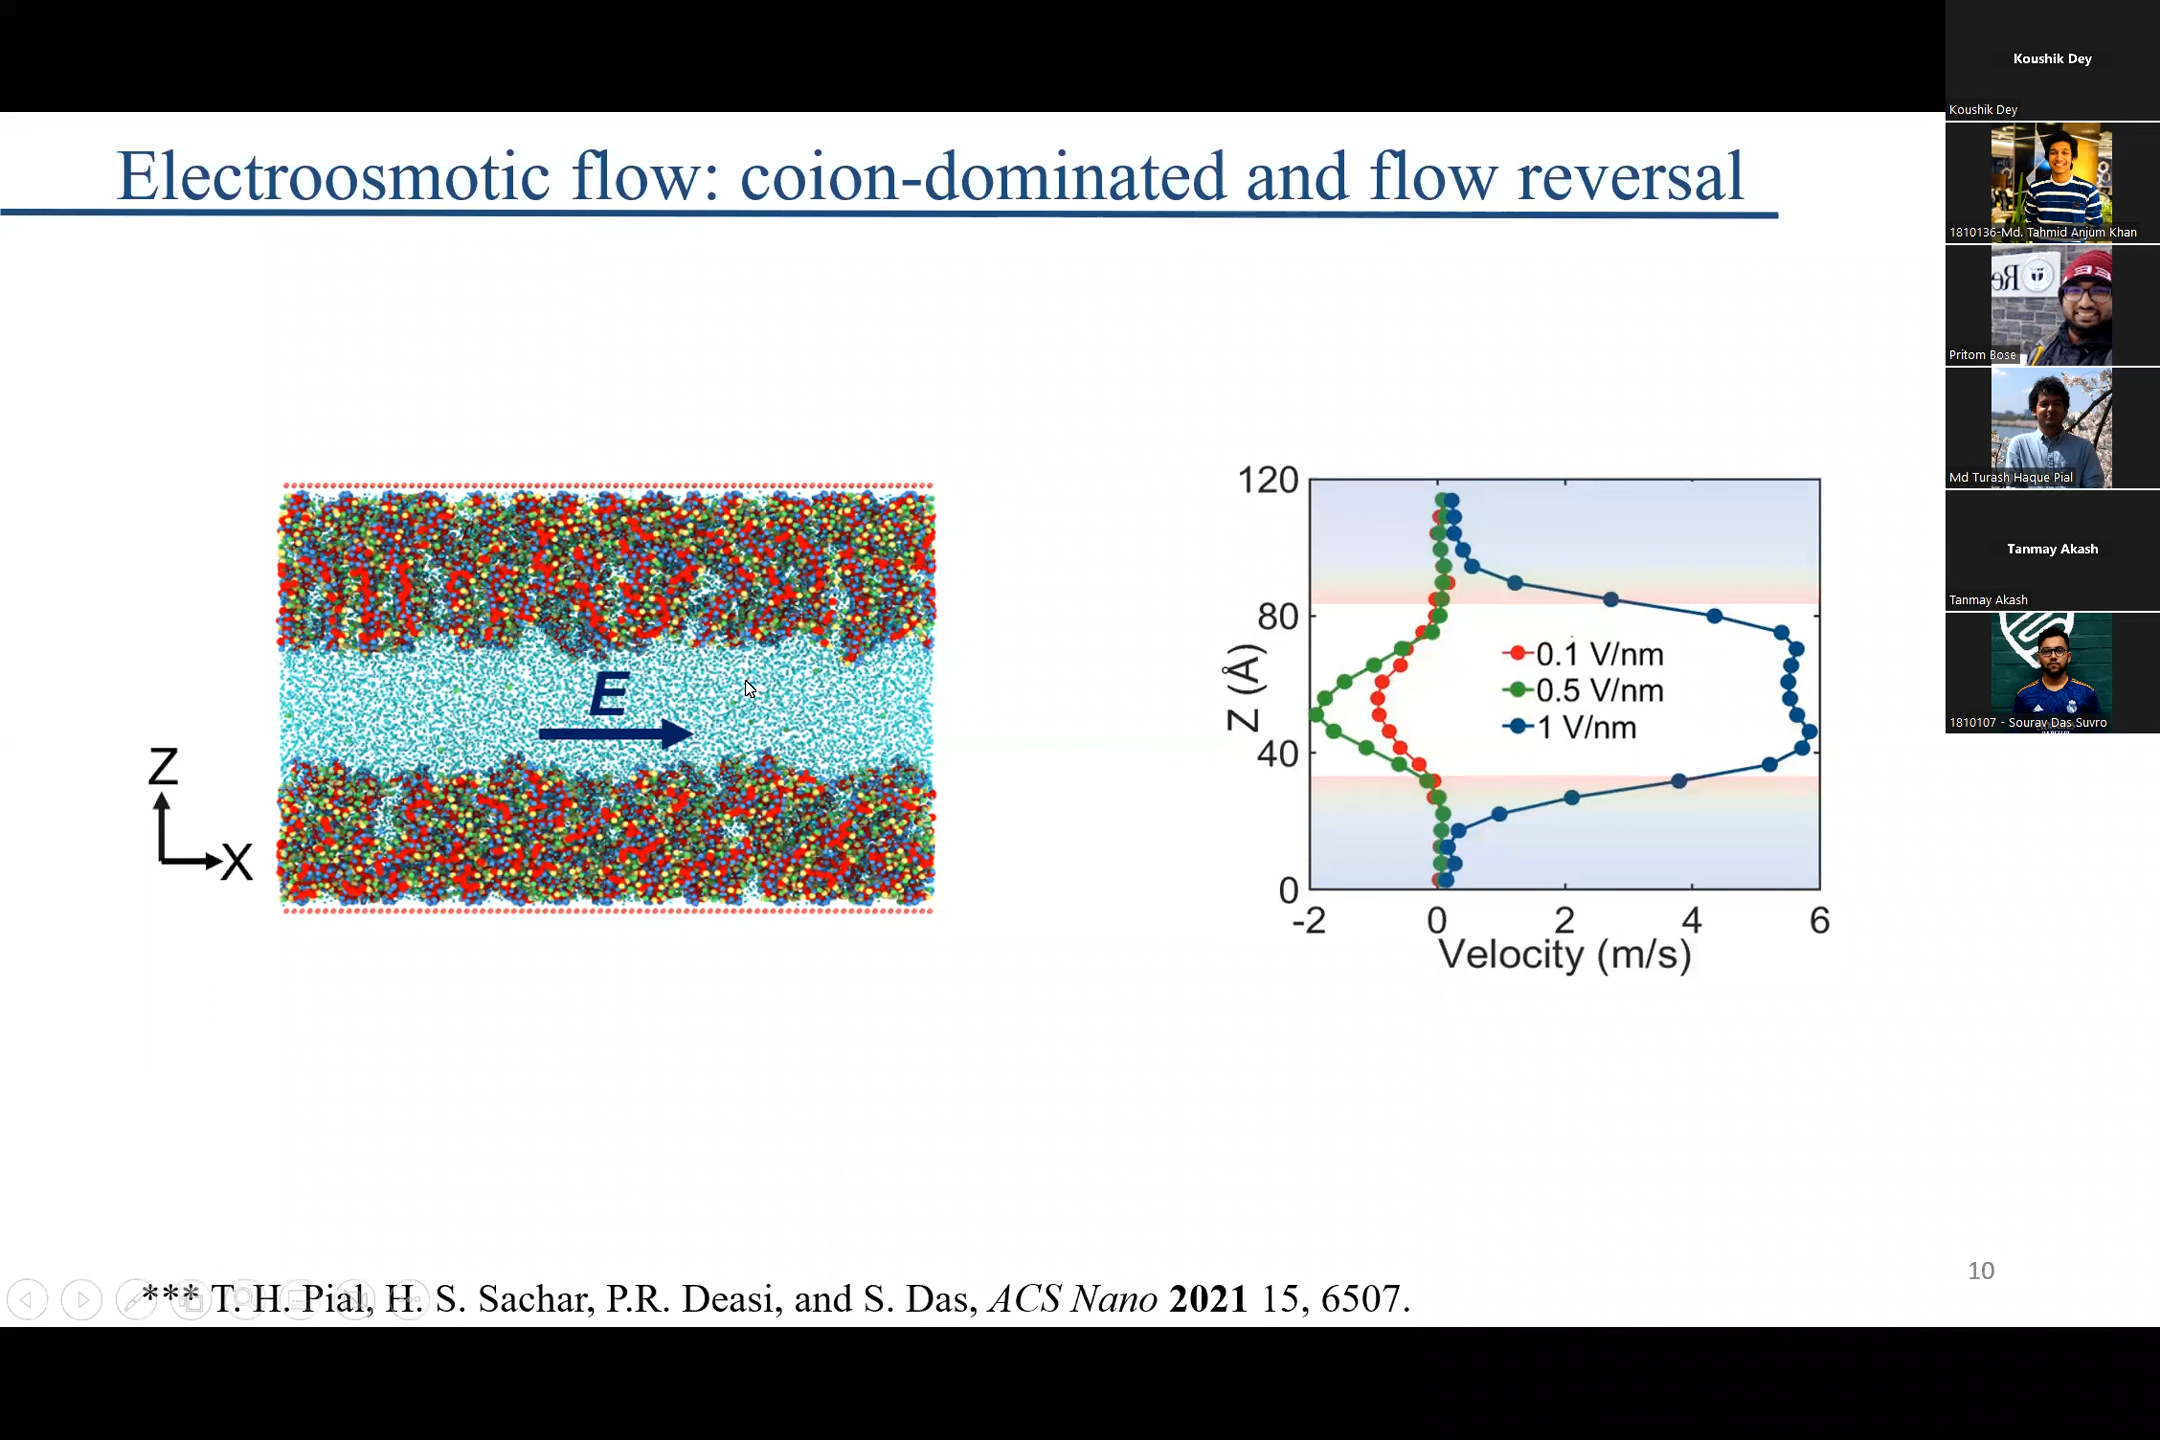 Electroosmotic flow: coion-dominated and flow reversal
E
Z
X
120
80
40
0
Z (Å)
0.1 V/nm
0.5 V/nm
1 V/nm
-2 0 2 4 6
Velocity (m/s)
*** T. H. Pial, H. S. Sachar, P.R. Deasi, and S. Das, ACS Nano 2021 15, 6507.
10
Koushik Dey
Koushik Dey
1810136-Md. Tahmid Anjum Khan
Pritom Bose
Md Turash Haque Pial
Tanmay Akash
Tanmay Akash
1810107 - Sourav Das Suvro